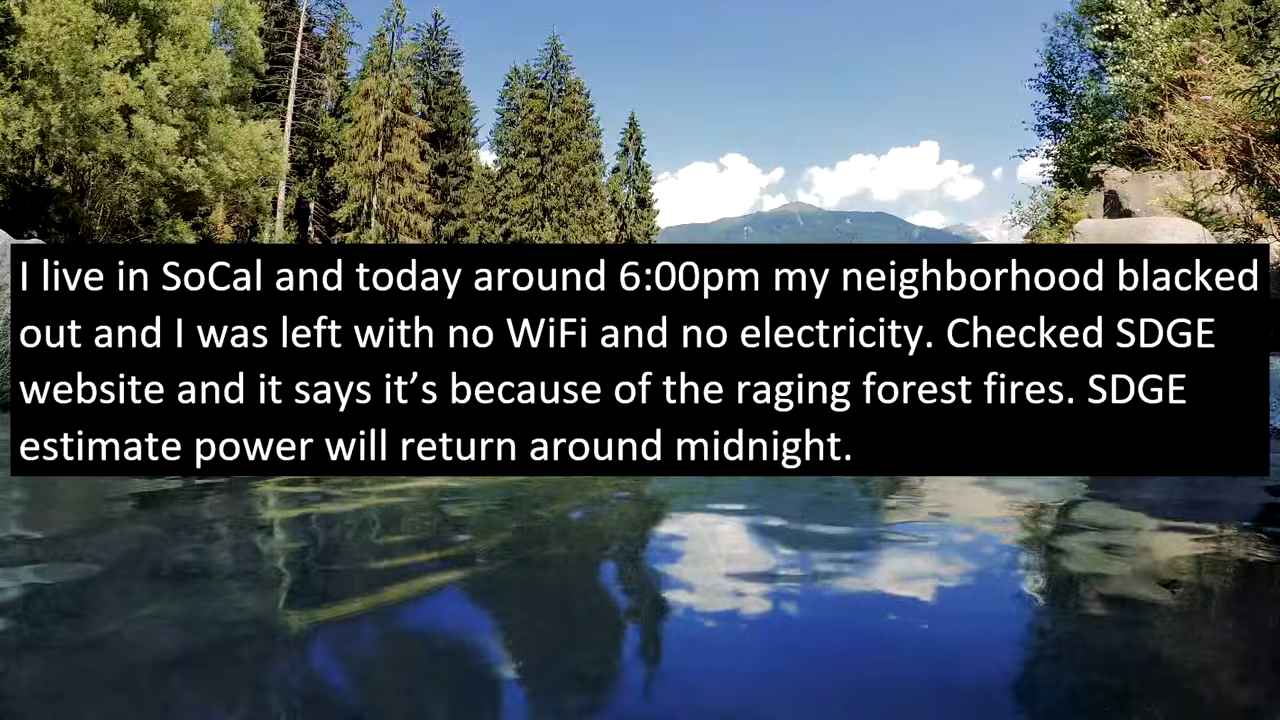 I live in SoCal and today around 6:00pm my neighborhood blacked
out and I was left with no WiFi and no electricity. Checked SDGE
website and it says it’s because of the raging forest fires. SDGE
estimate power will return around midnight.